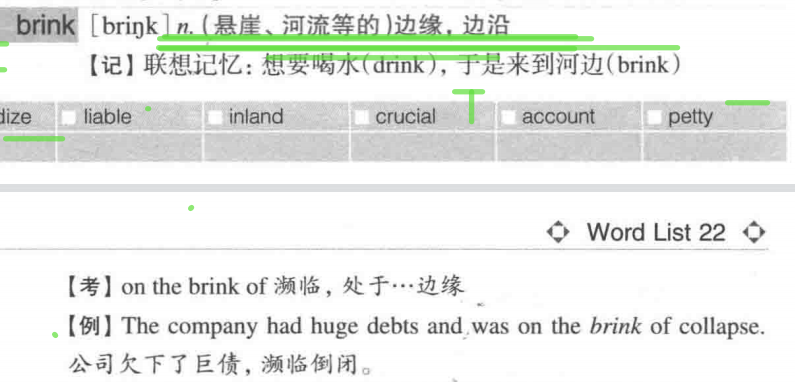 brink [briŋk] n. (悬崖、河流等的)边缘，边沿
【记】联想记忆：想要喝水(drink)，于是来到河边(brink)
dize liable inland crucial account petty
Word List 22
【考】on the brink of 濒临，处于…边缘
【例】The company had huge debts and was on the brink of collapse.
公司欠下了巨债，濒临倒闭。